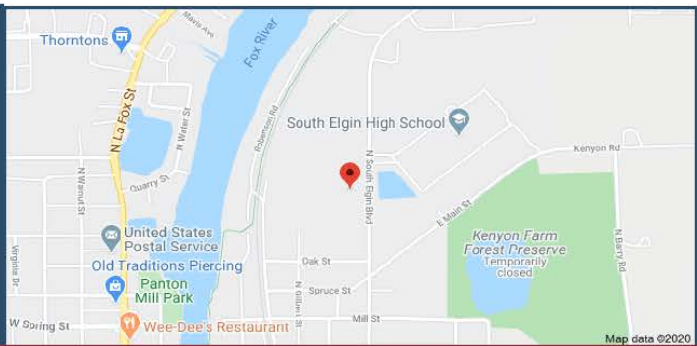 Mavis Ave
Thorntons
Fox River
N La Fox St
N Water St
Robertson Rd
South Elgin High School
N South Elgin Blvd
Kenyon Rd
N Walnut St
Quarry St
E Main St
N Barry Rd
United States
Postal Service
Kenyon Farm
Forest Preserve
Temporarily
closed
Virginia Dr
Old Traditions Piercing
Oak St
Panton
Mill Park
N Gilbert St
Spruce St
Mill St
W Spring St
Wee-Dee's Restaurant
Map data ©2020